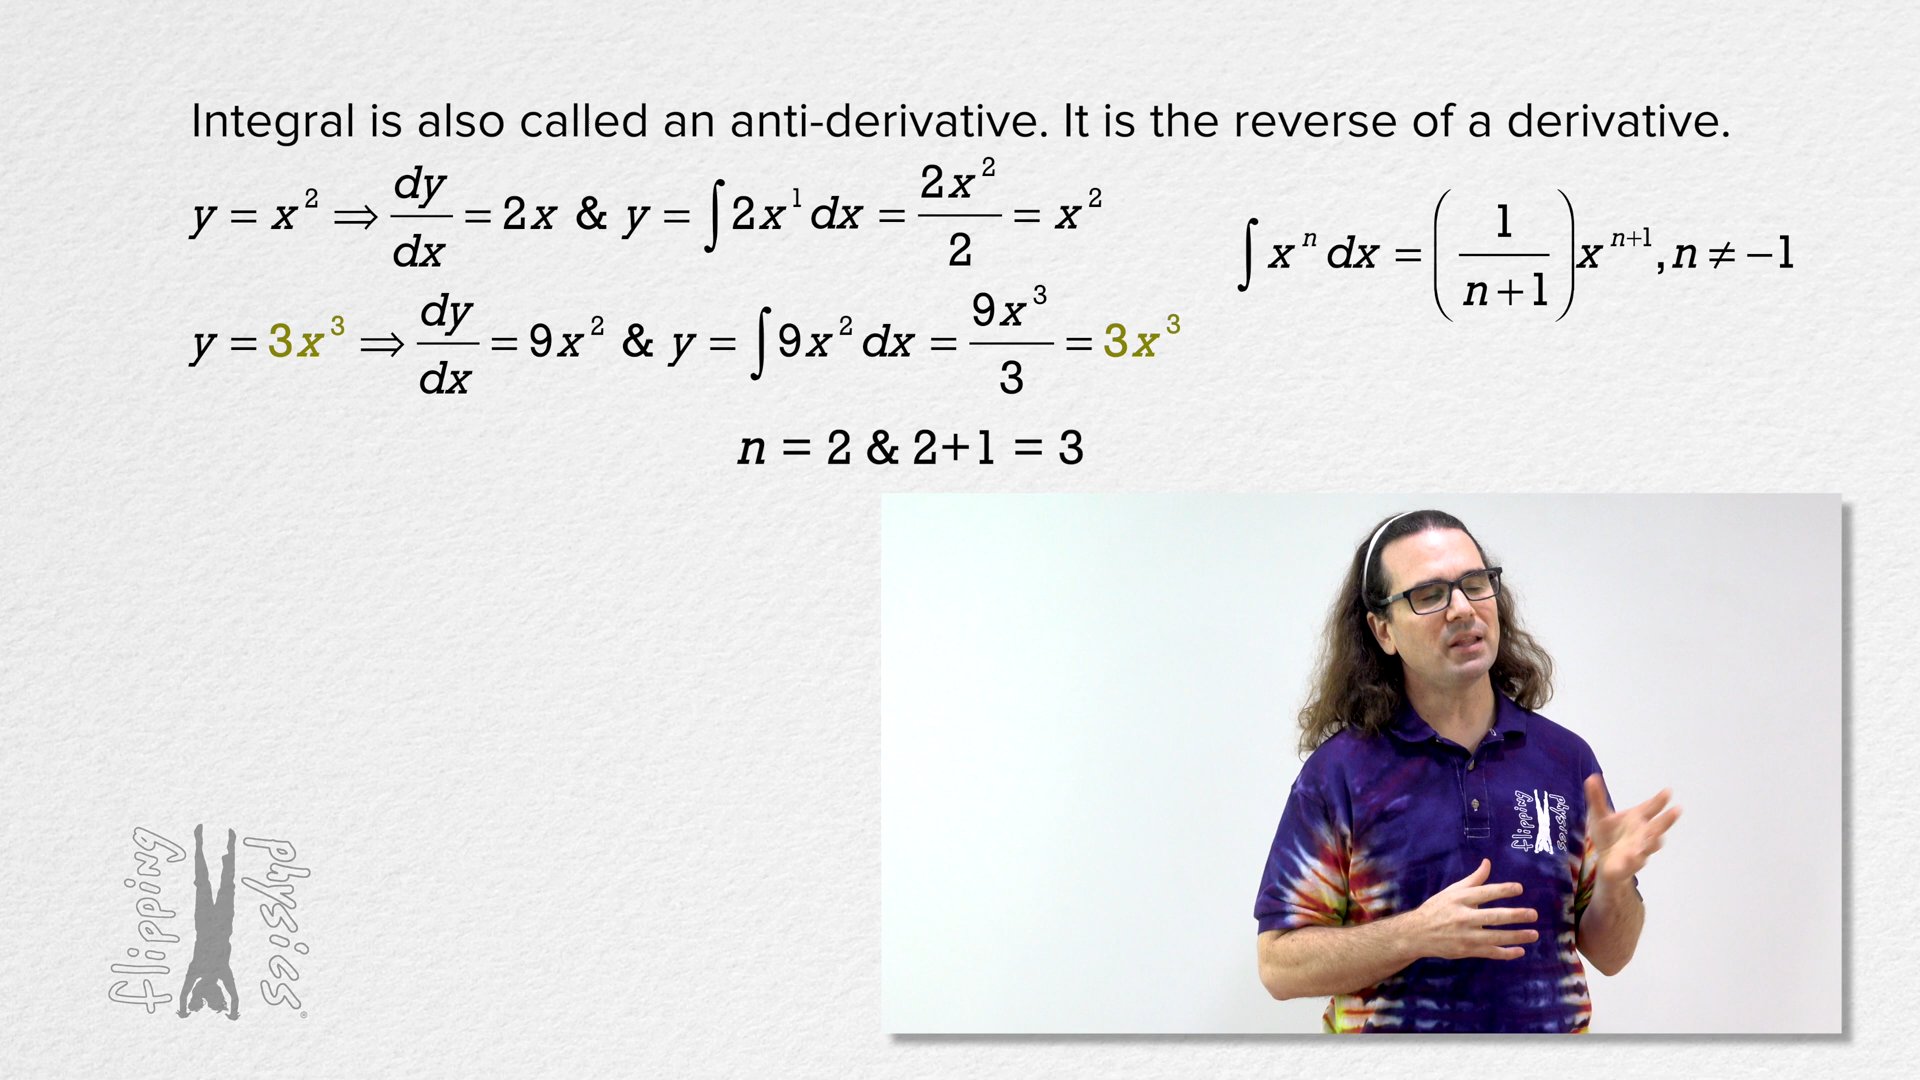 Integral is also called an anti-derivative. It is the reverse of a derivative.
y = x² ⇒ dy/dx = 2x & y = ∫2x¹ dx = 2x²/2 = x²
∫xⁿ dx = (1/(n+1))xⁿ⁺¹, n ≠ −1
y = 3x³ ⇒ dy/dx = 9x² & y = ∫9x² dx = 9x³/3 = 3x³
n = 2 & 2+1 = 3
flipping physics®
flipping physics